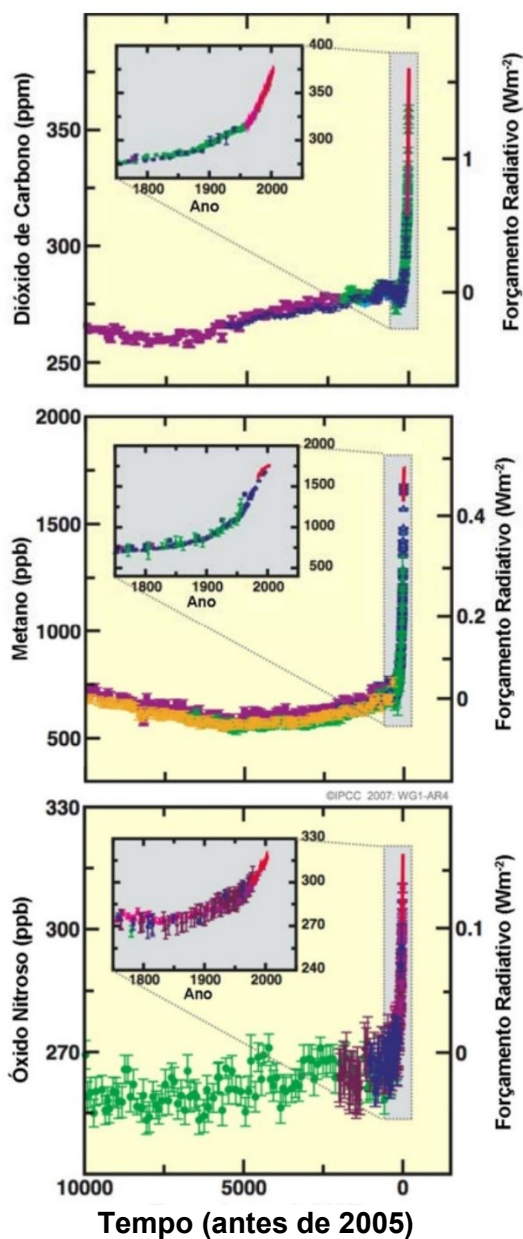 Dióxido de Carbono (ppm)
350
300
250
400
350
300
1800 1900 2000
Ano
1
0
Forçamento Radiativo (Wm-2)
Metano (ppb)
2000
1500
1000
500
2000
1500
1000
500
1800 1900 2000
Ano
0.4
0.2
0
Forçamento Radiativo (Wm-2)
©IPCC 2007: WG1-AR4
Óxido Nitroso (ppb)
330
300
270
330
300
270
240
1800 1900 2000
Ano
0.1
0
Forçamento Radiativo (Wm-2)
10000 5000 0
Tempo (antes de 2005)